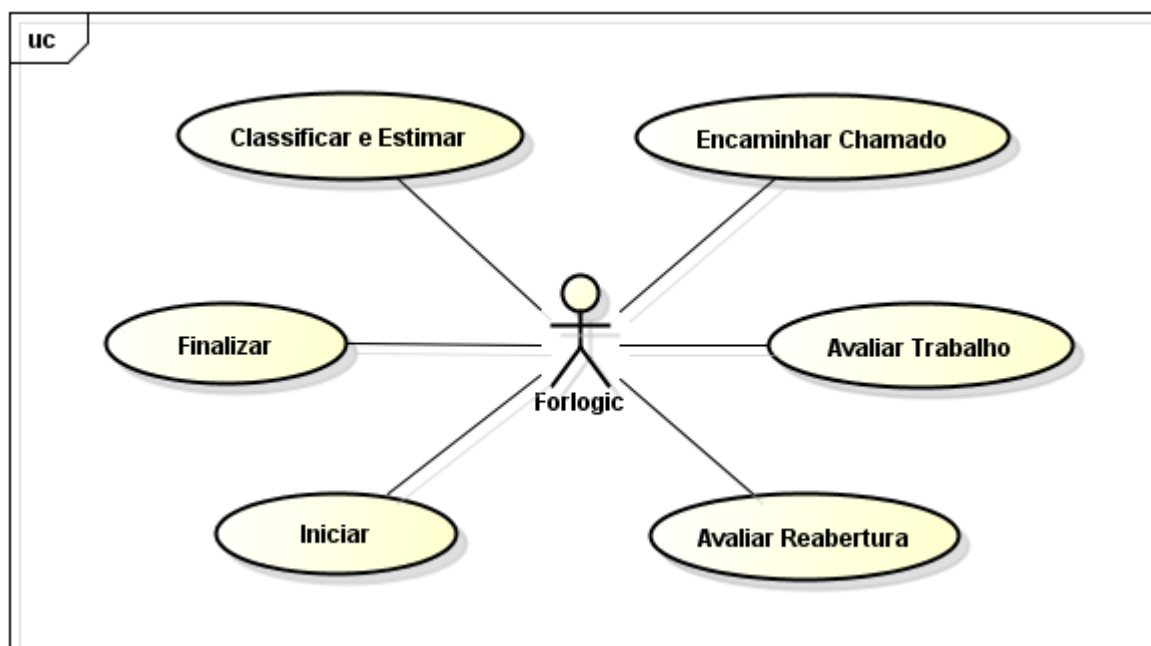 uc
Classificar e Estimar
Encaminhar Chamado
Finalizar
Avaliar Trabalho
Forlogic
Iniciar
Avaliar Reabertura